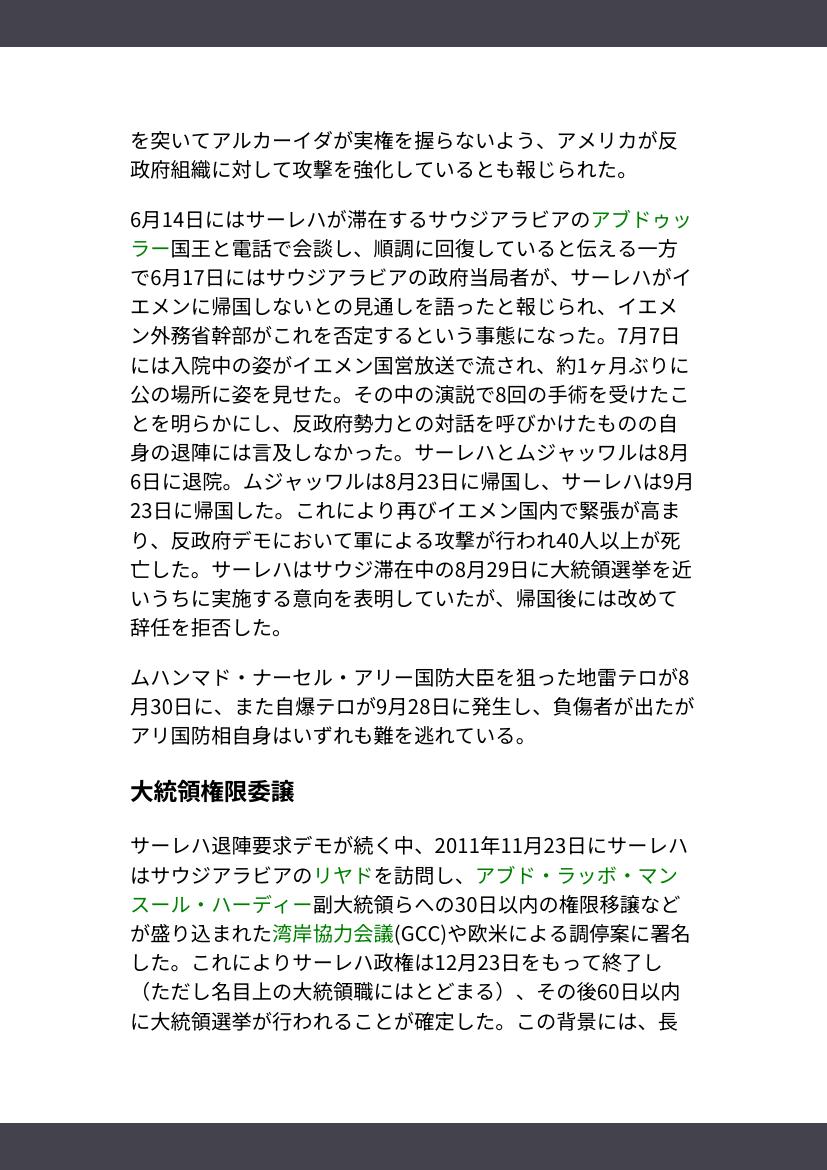 を突いてアルカーイダが実権を握らないよう、アメリカが反
政府組織に対して攻撃を強化しているとも報じられた。
6月14日にはサーレハが滞在するサウジアラビアのアブドゥッ
ラー国王と電話で会談し、順調に回復していると伝える一方
で6月17日にはサウジアラビアの政府当局者が、サーレハがイ
エメンに帰国しないとの見通しを語ったと報じられ、イエメ
ン外務省幹部がこれを否定するという事態になった。7月7日
には入院中の姿がイエメン国営放送で流され、約1ヶ月ぶりに
公の場所に姿を見せた。その中の演説で8回の手術を受けたこ
とを明らかにし、反政府勢力との対話を呼びかけたものの自
身の退陣には言及しなかった。サーレハとムジャッワルは8月
6日に退院。ムジャッワルは8月23日に帰国し、サーレハは9月
23日に帰国した。これにより再びイエメン国内で緊張が高ま
り、反政府デモにおいて軍による攻撃が行われ40人以上が死
亡した。サーレハはサウジ滞在中の8月29日に大統領選挙を近
いうちに実施する意向を表明していたが、帰国後には改めて
辞任を拒否した。
ムハンマド・ナーセル・アリー国防大臣を狙った地雷テロが8
月30日に、また自爆テロが9月28日に発生し、負傷者が出たが
アリ国防相自身はいずれも難を逃れている。
大統領権限委譲
サーレハ退陣要求デモが続く中、2011年11月23日にサーレハ
はサウジアラビアのリヤドを訪問し、アブド・ラッボ・マン
スール・ハーディー副大統領らへの30日以内の権限移譲など
が盛り込まれた湾岸協力会議(GCC)や欧米による調停案に署名
した。これによりサーレハ政権は12月23日をもって終了し
（ただし名目上の大統領職にはとどまる）、その後60日以内
に大統領選挙が行われることが確定した。この背景には、長